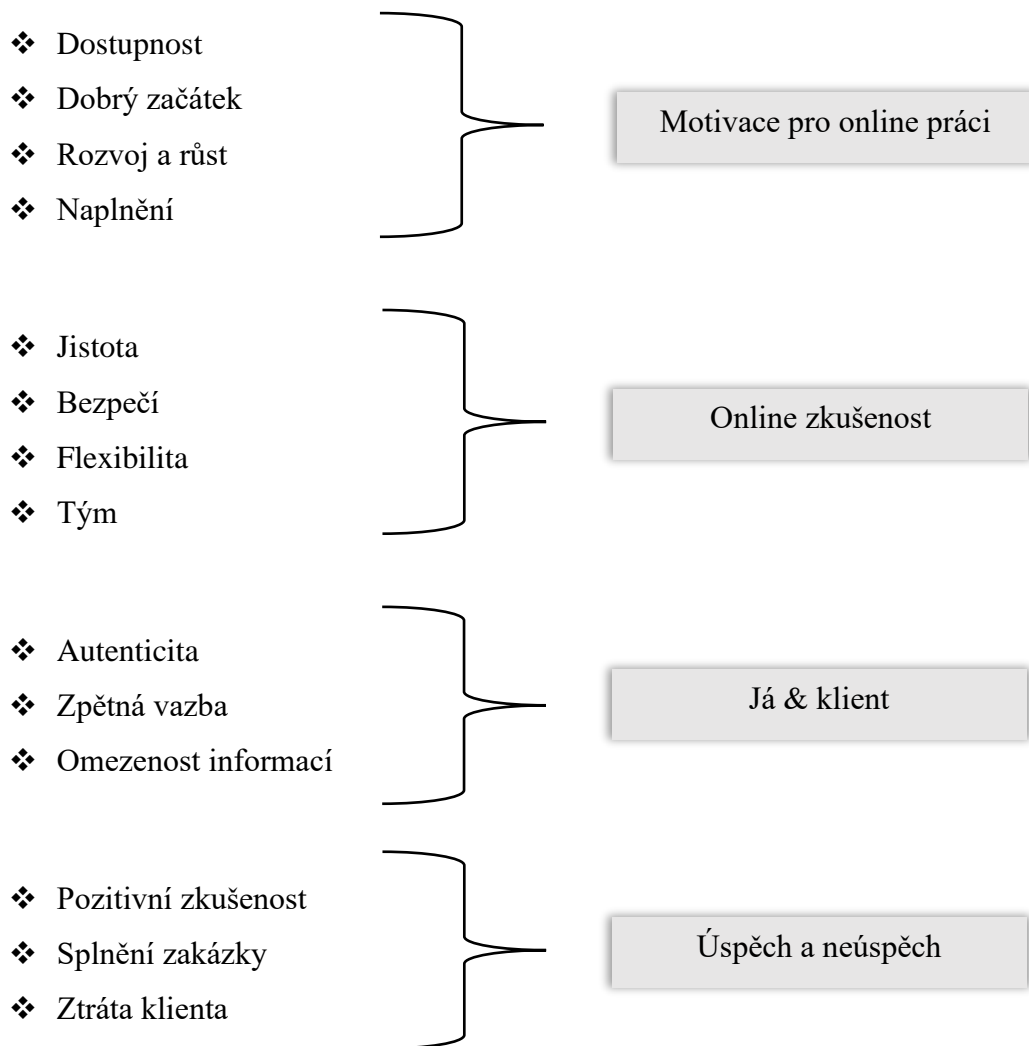 ❖ Dostupnost
❖ Dobrý začátek
❖ Rozvoj a růst
❖ Naplnění
Motivace pro online práci
❖ Jistota
❖ Bezpečí
❖ Flexibilita
❖ Tým
Online zkušenost
❖ Autenticita
❖ Zpětná vazba
❖ Omezenost informací
Já & klient
❖ Pozitivní zkušenost
❖ Splnění zakázky
❖ Ztráta klienta
Úspěch a neúspěch